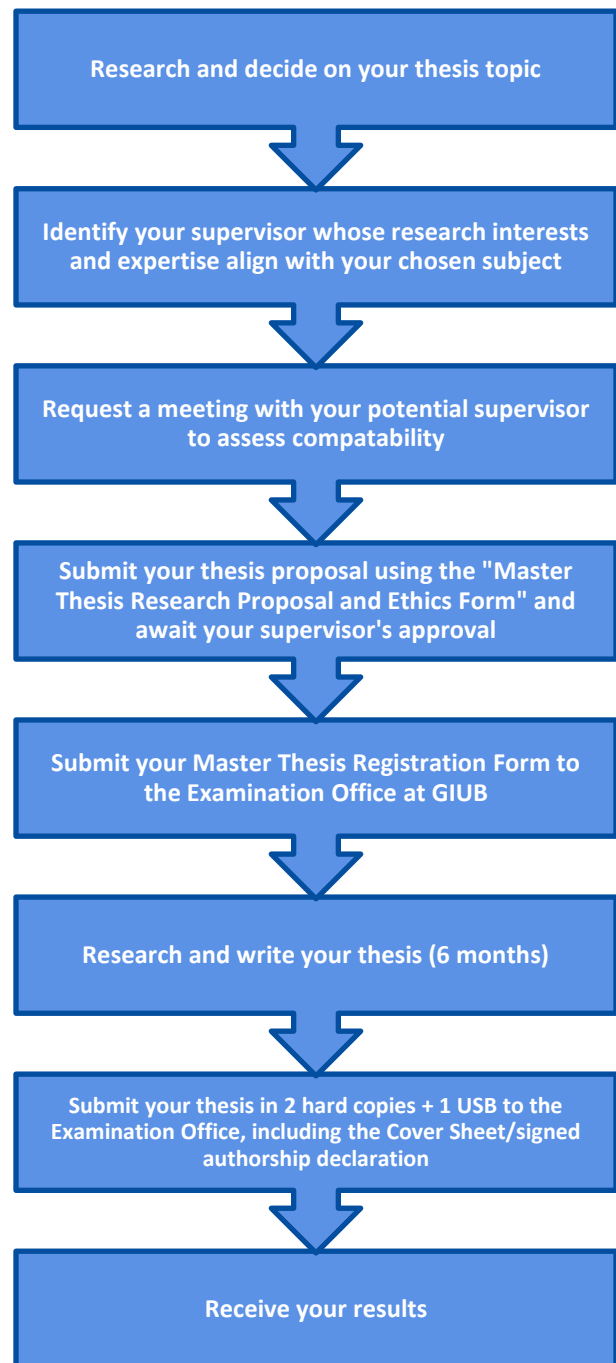 Research and decide on your thesis topic
Identify your supervisor whose research interests
and expertise align with your chosen subject
Request a meeting with your potential supervisor
to assess compatability
Submit your thesis proposal using the "Master
Thesis Research Proposal and Ethics Form" and
await your supervisor's approval
Submit your Master Thesis Registration Form to
the Examination Office at GIUB
Research and write your thesis (6 months)
Submit your thesis in 2 hard copies + 1 USB to the
Examination Office, including the Cover Sheet/signed
authorship declaration
Receive your results